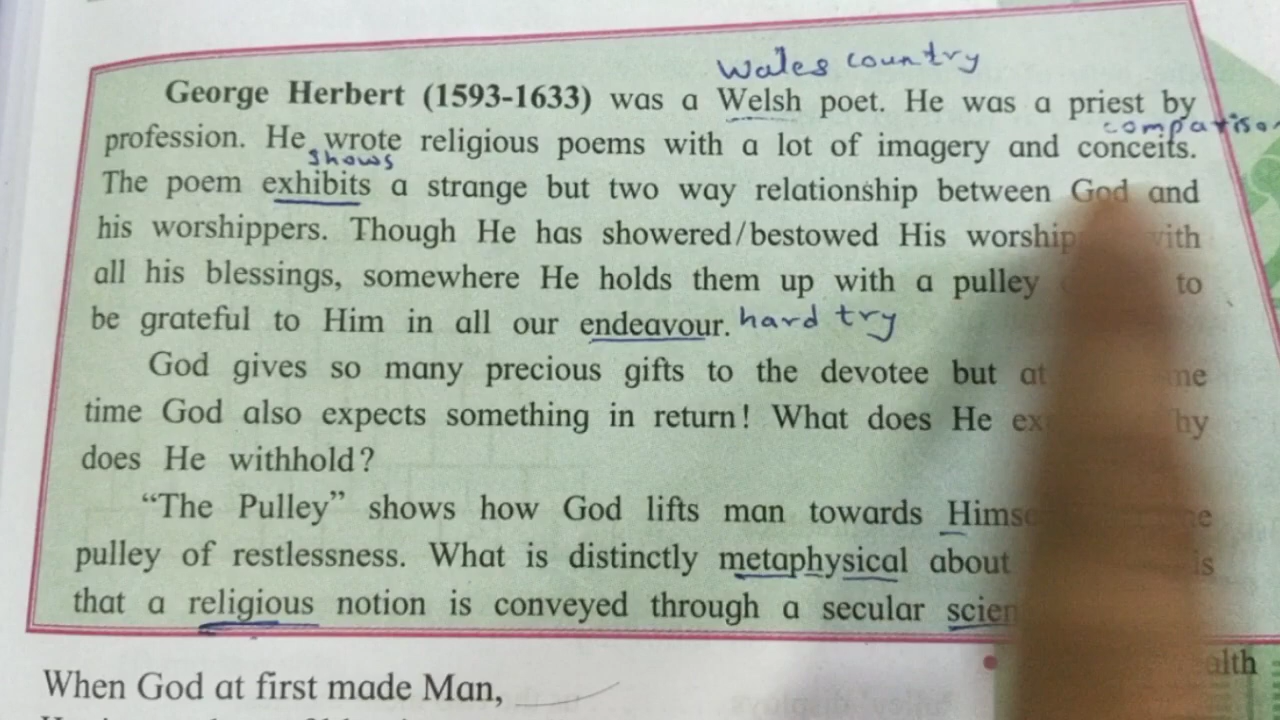 Wales country
George Herbert (1593-1633) was a Welsh poet. He was a priest by
comparison
profession. He wrote religious poems with a lot of imagery and conceits.
shows
The poem exhibits a strange but two way relationship between God and
his worshippers. Though He has showered/bestowed His with
all his blessings, somewhere He holds them up with a pulley to
be grateful to Him in all our endeavour. hard try
God gives so many precious gifts to the devotee but at
time God also expects something in return! What does He
does He withhold?
“The Pulley” shows how God lifts man towards
pulley of restlessness. What is distinctly metaphysical about is
that a religious notion is conveyed through a secular
When God at first made Man,